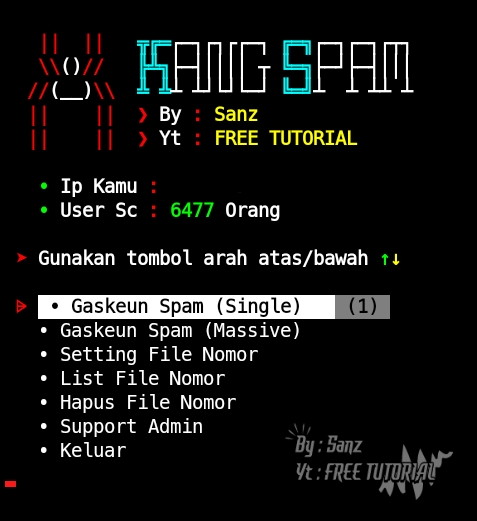 KANG SPAM
❯ By : Sanz
❯ Yt : FREE TUTORIAL
• Ip Kamu :
• User Sc : 6477 Orang
➤ Gunakan tombol arah atas/bawah ↑↓
• Gaskeun Spam (Single) (1)
• Gaskeun Spam (Massive)
• Setting File Nomor
• List File Nomor
• Hapus File Nomor
• Support Admin
• Keluar
By : Sanz
Yt : FREE TUTORIAL